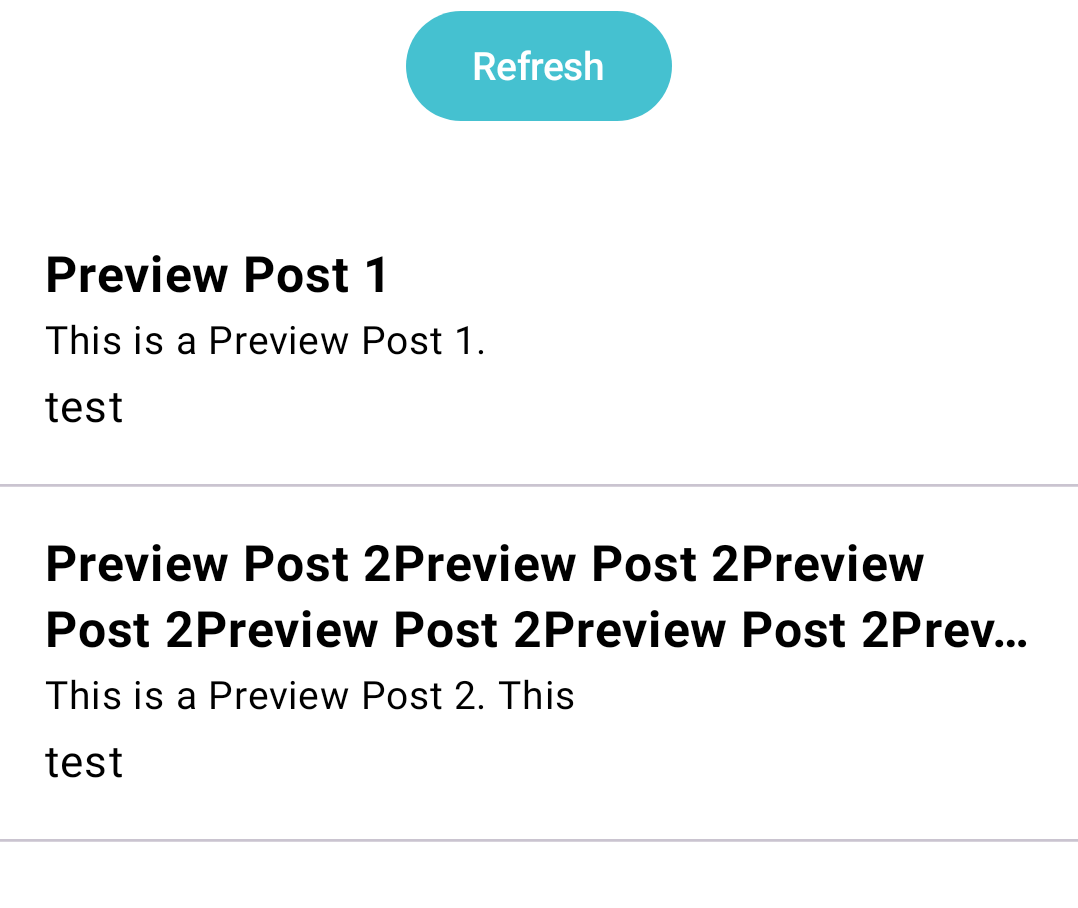 Refresh
Preview Post 1
This is a Preview Post 1.
test
Preview Post 2Preview Post 2Preview
Post 2Preview Post 2Preview Post 2Prev...
This is a Preview Post 2. This
test